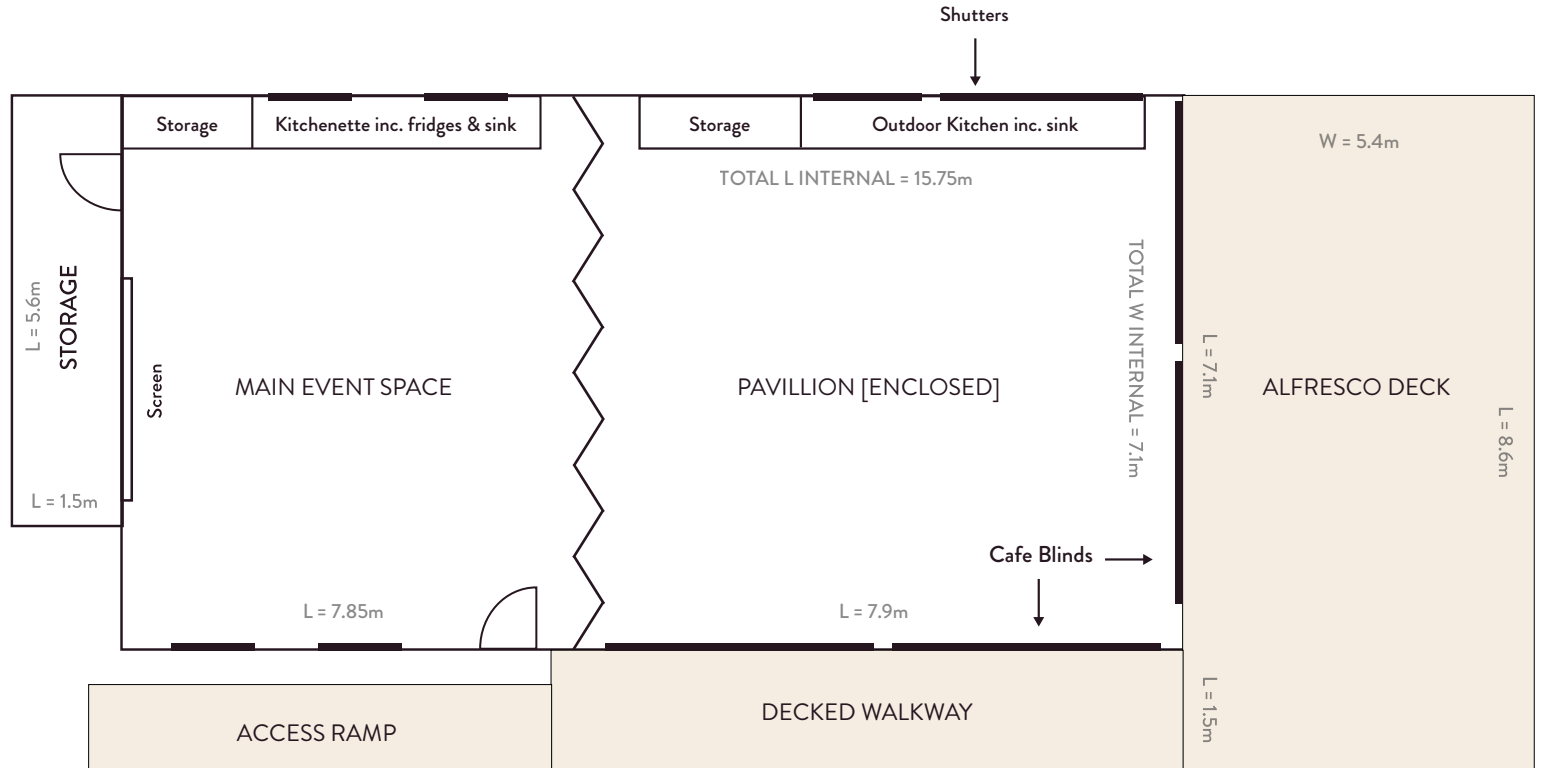 Shutters
Storage
Kitchenette inc. fridges & sink
Storage
Outdoor Kitchen inc. sink
W = 5.4m
TOTAL L INTERNAL = 15.75m
L = 5.6m
STORAGE
Screen
MAIN EVENT SPACE
PAVILLION [ENCLOSED]
TOTAL W INTERNAL = 7.1m
L = 7.1m
ALFRESCO DECK
L = 8.6m
L = 1.5m
Cafe Blinds
L = 7.85m
L = 7.9m
ACCESS RAMP
DECKED WALKWAY
L = 1.5m